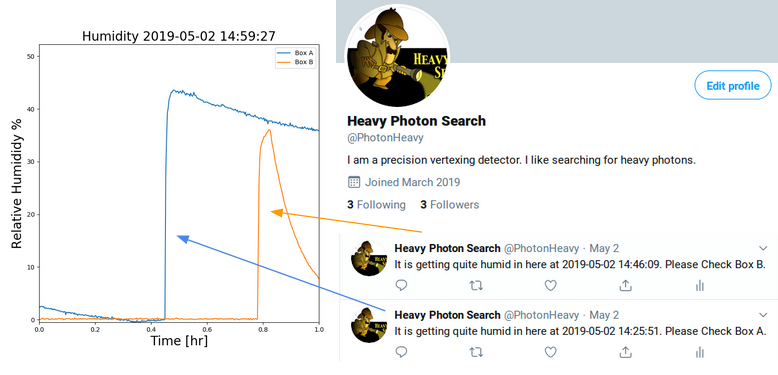 Humidity 2019-05-02 14:59:27
Box A
Box B
50
40
30
20
10
0
Relative Humididy %
0.0 0.2 0.4 0.6 0.8 1.0
Time [hr]
HEAVY
Edit profile
Heavy Photon Search
@PhotonHeavy
I am a precision vertexing detector. I like searching for heavy photons.
Joined March 2019
3 Following 3 Followers
Heavy Photon Search @PhotonHeavy · May 2
It is getting quite humid in here at 2019-05-02 14:46:09. Please Check Box B.
Heavy Photon Search @PhotonHeavy · May 2
It is getting quite humid in here at 2019-05-02 14:25:51. Please Check Box A.